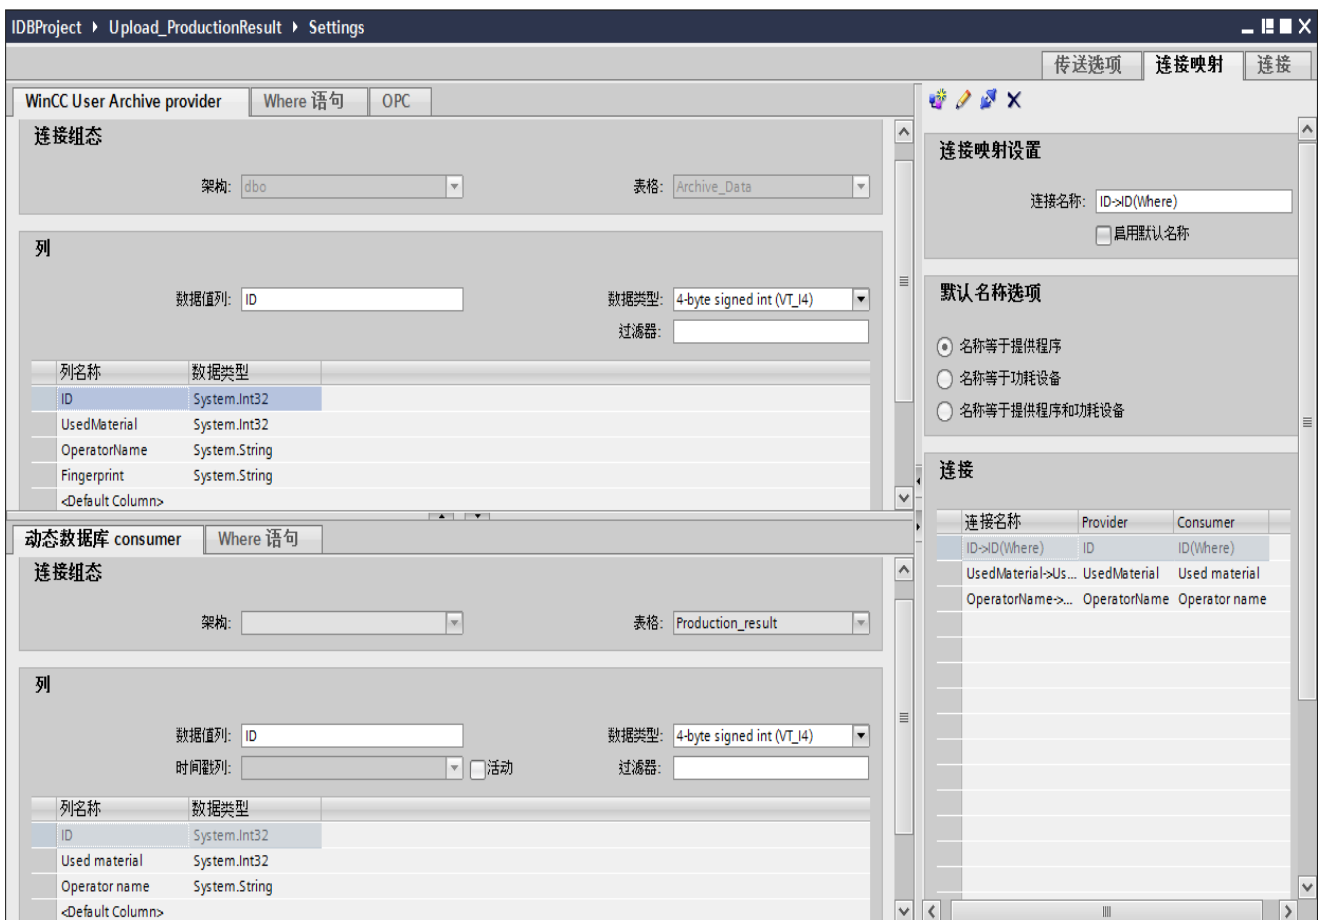 IDBProject ▸ Upload_ProductionResult ▸ Settings
传送选项 连接映射 连接
WinCC User Archive provider Where 语句 OPC
连接组态
架构: dbo 表格: Archive_Data
列
数据值列: ID 数据类型: 4-byte signed int (VT_I4)
过滤器:
列名称 数据类型
ID System.Int32
UsedMaterial System.Int32
OperatorName System.String
Fingerprint System.String
<Default Column>
动态数据库 consumer Where 语句
连接组态
架构: 表格: Production_result
列
数据值列: ID 数据类型: 4-byte signed int (VT_I4)
时间戳列: 活动 过滤器:
列名称 数据类型
ID System.Int32
Used material System.Int32
Operator name System.String
<Default Column>
连接映射设置
连接名称: ID->ID(Where)
启用默认名称
默认名称选项
名称等于提供程序
名称等于功耗设备
名称等于提供程序和功耗设备
连接
连接名称 Provider Consumer
ID->ID(Where) ID ID(Where)
UsedMaterial->Us... UsedMaterial Used material
OperatorName->... OperatorName Operator name